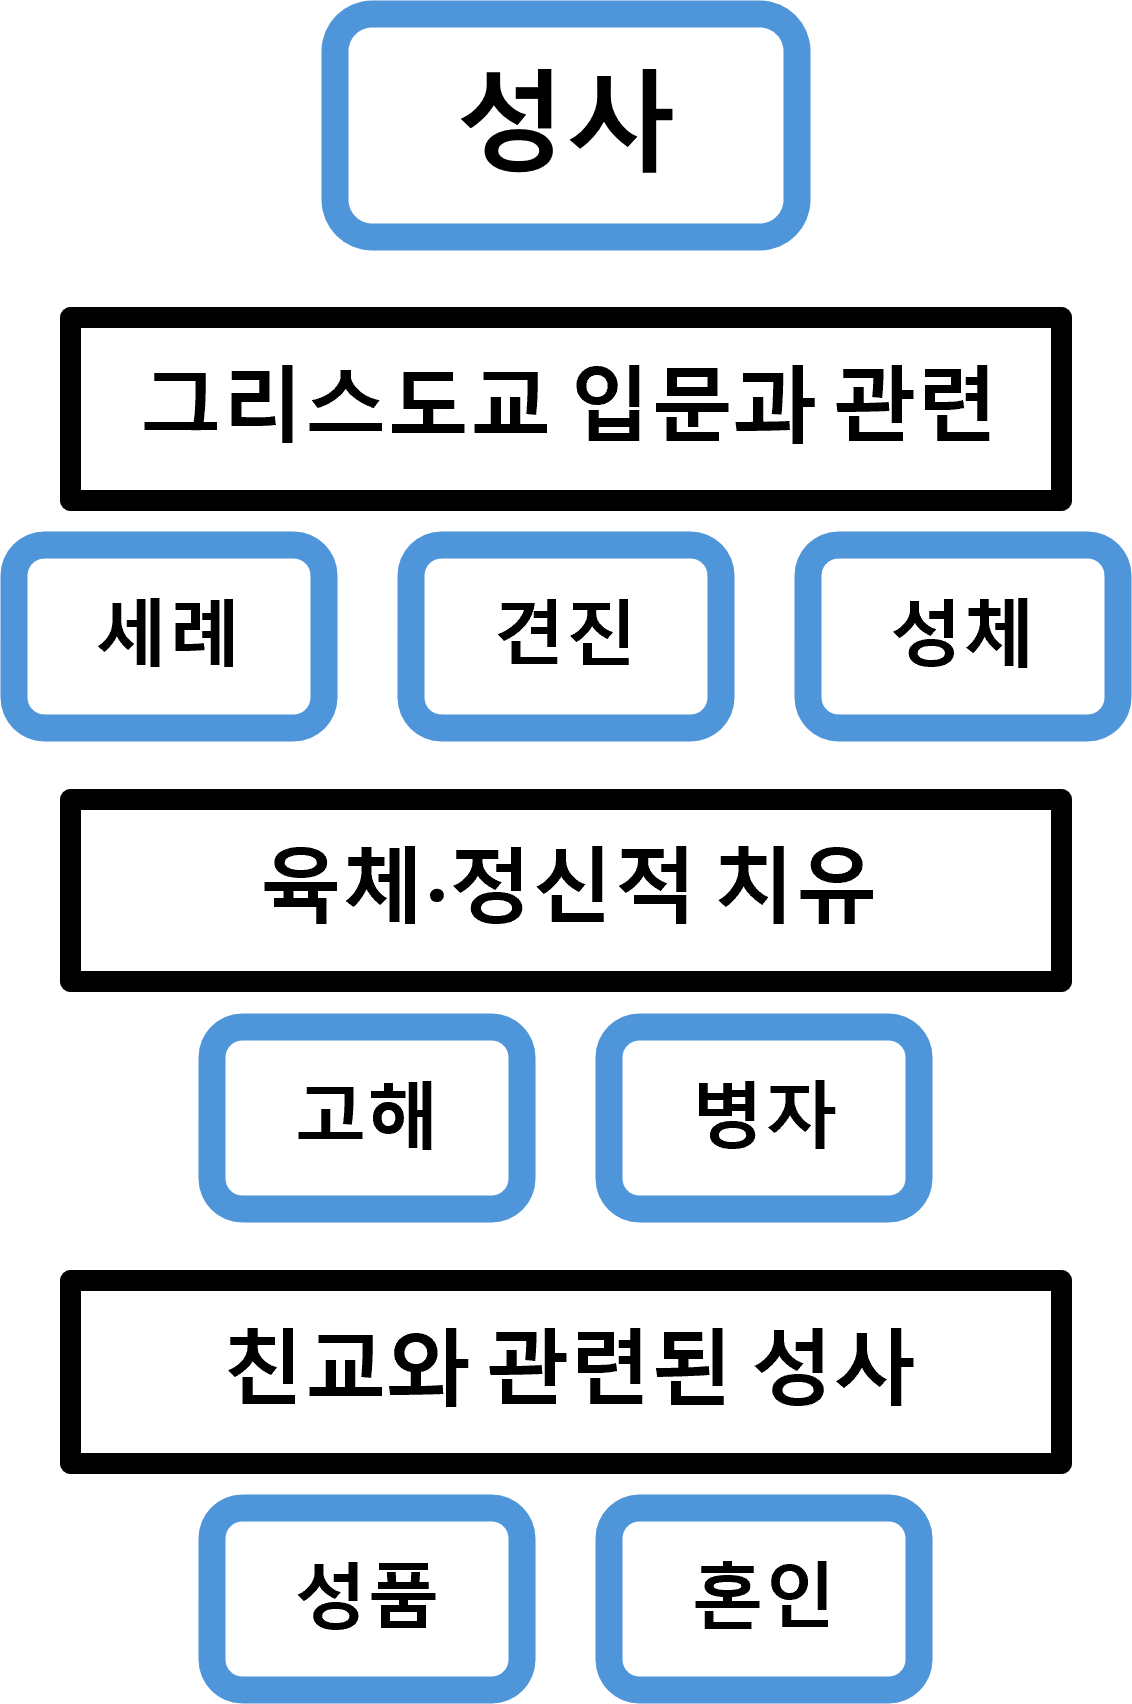 성사
그리스도교 입문과 관련
세례 견진 성체
육체·정신적 치유
고해 병자
친교와 관련된 성사
성품 혼인